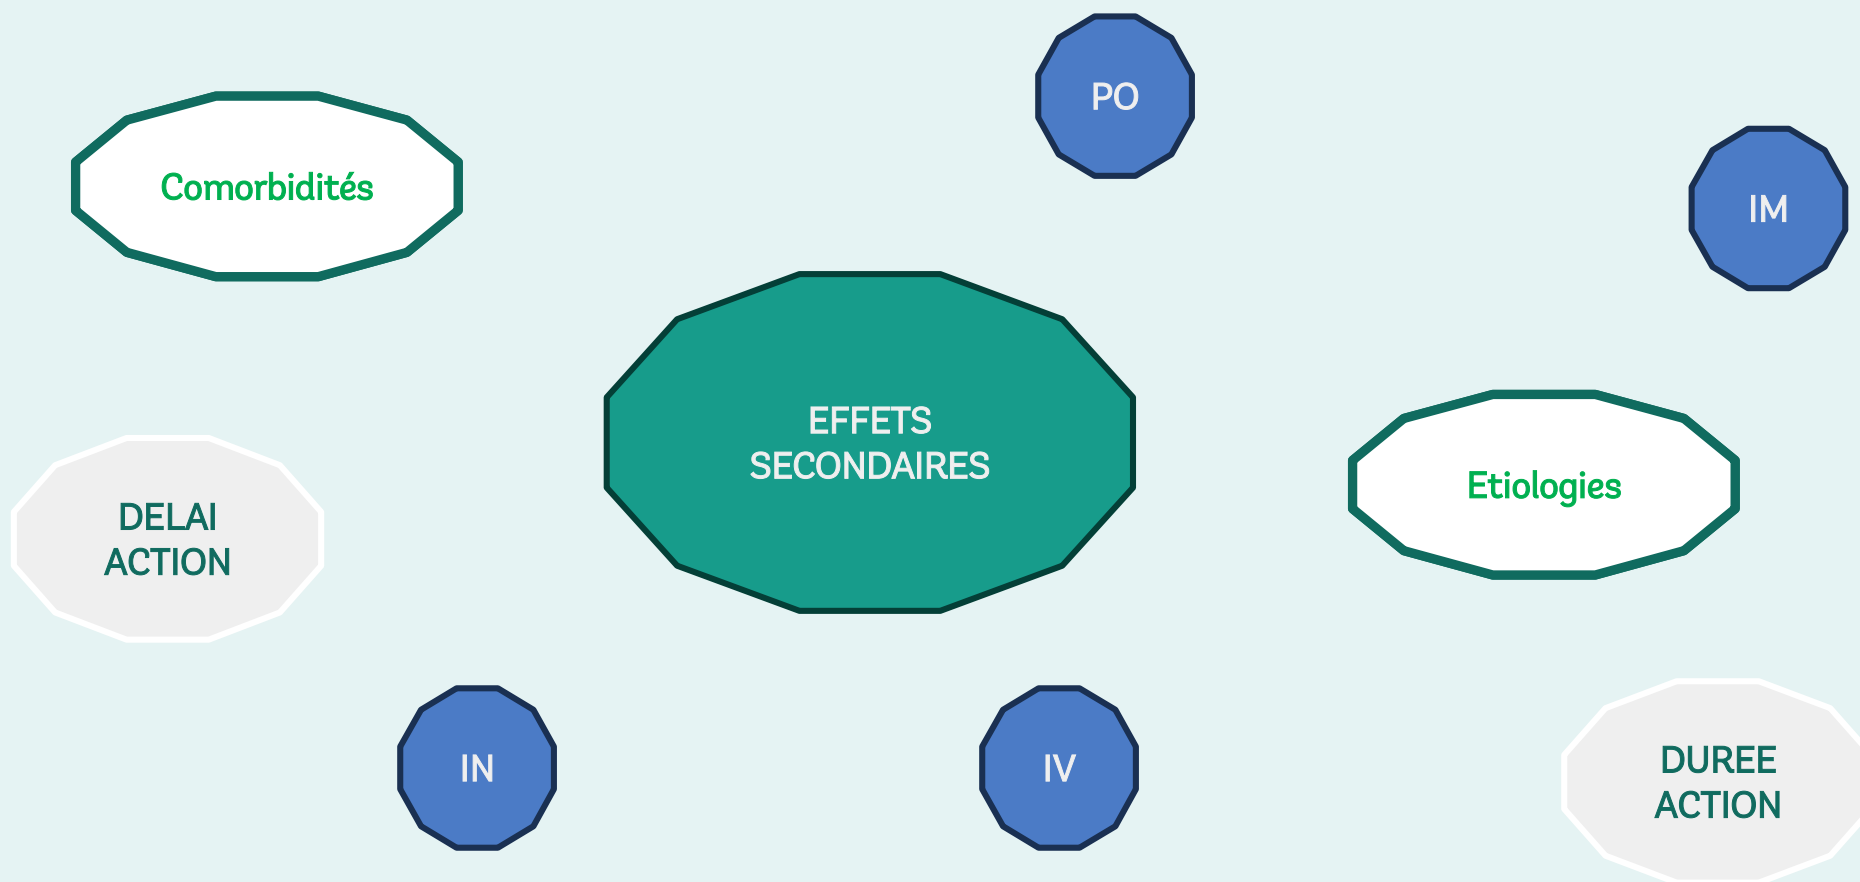 PO
Comorbidités
IM
EFFETS
SECONDAIRES
Etiologies
DELAI
ACTION
IN
IV
DUREE
ACTION